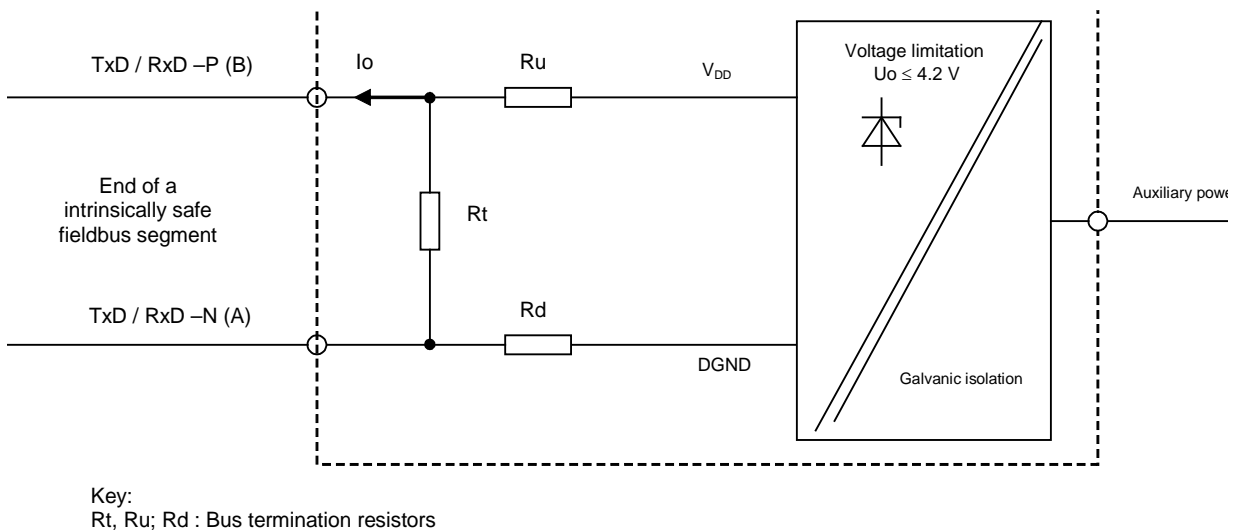 TxD / RxD –P (B)
Io
Ru
V_DD
Voltage limitation
Uo ≤ 4.2 V
End of a
intrinsically safe
fieldbus segment
Rt
Auxiliary powe
TxD / RxD –N (A)
Rd
DGND
Galvanic isolation
Key:
Rt, Ru; Rd : Bus termination resistors